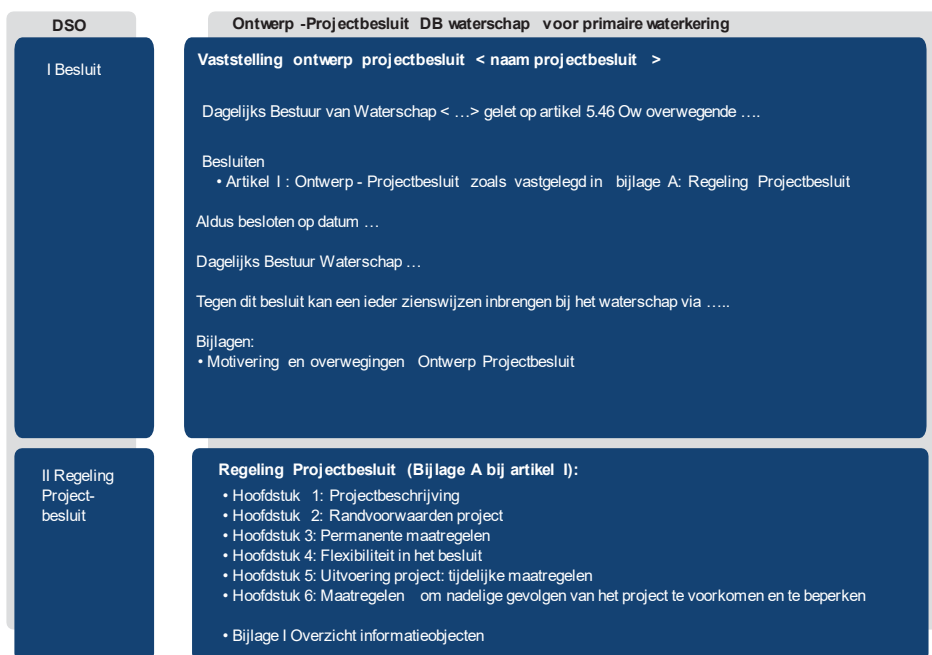 DSO
Ontwerp -Projectbesluit DB waterschap voor primaire waterkering
I Besluit
Vaststelling ontwerp projectbesluit < naam projectbesluit >
Dagelijks Bestuur van Waterschap < …> gelet op artikel 5.46 Ow overwegende ….
Besluiten
• Artikel I : Ontwerp - Projectbesluit zoals vastgelegd in bijlage A: Regeling Projectbesluit
Aldus besloten op datum …
Dagelijks Bestuur Waterschap …
Tegen dit besluit kan een ieder zienswijzen inbrengen bij het waterschap via …..
Bijlagen:
• Motivering en overwegingen Ontwerp Projectbesluit
II Regeling
Project-
besluit
Regeling Projectbesluit (Bijlage A bij artikel I):
• Hoofdstuk 1: Projectbeschrijving
• Hoofdstuk 2: Randvoorwaarden project
• Hoofdstuk 3: Permanente maatregelen
• Hoofdstuk 4: Flexibiliteit in het besluit
• Hoofdstuk 5: Uitvoering project: tijdelijke maatregelen
• Hoofdstuk 6: Maatregelen om nadelige gevolgen van het project te voorkomen en te beperken
• Bijlage I Overzicht informatieobjecten